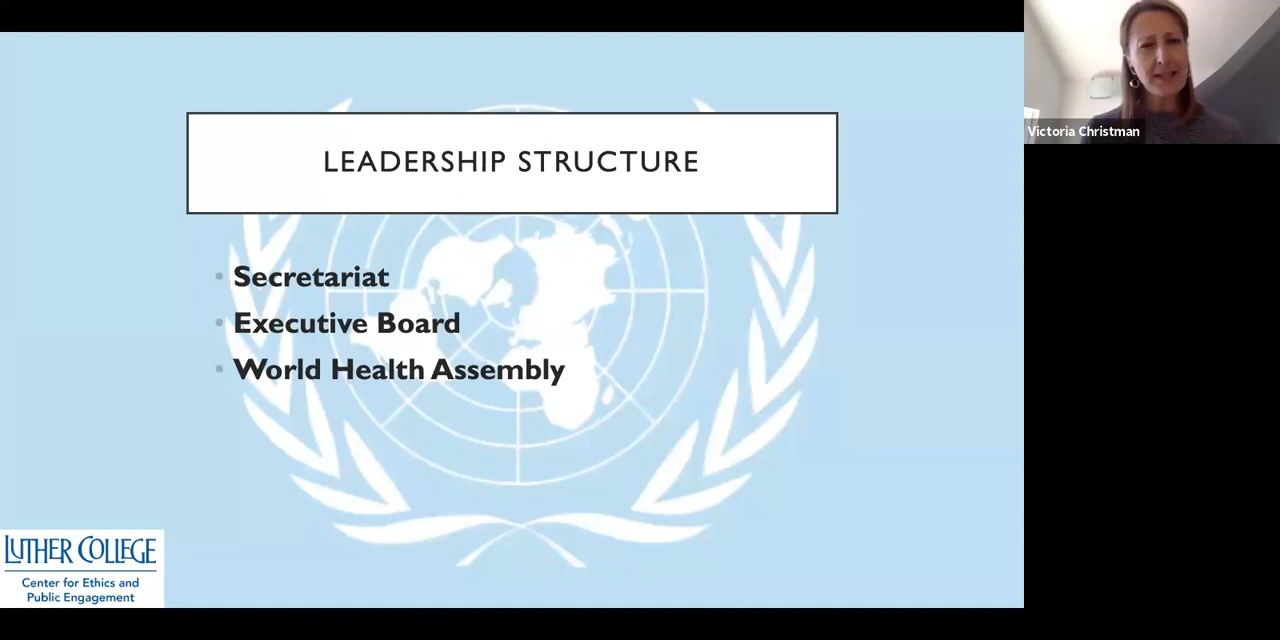 LEADERSHIP STRUCTURE
• Secretariat
• Executive Board
• World Health Assembly
LUTHER COLLEGE
Center for Ethics and
Public Engagement
Victoria Christman